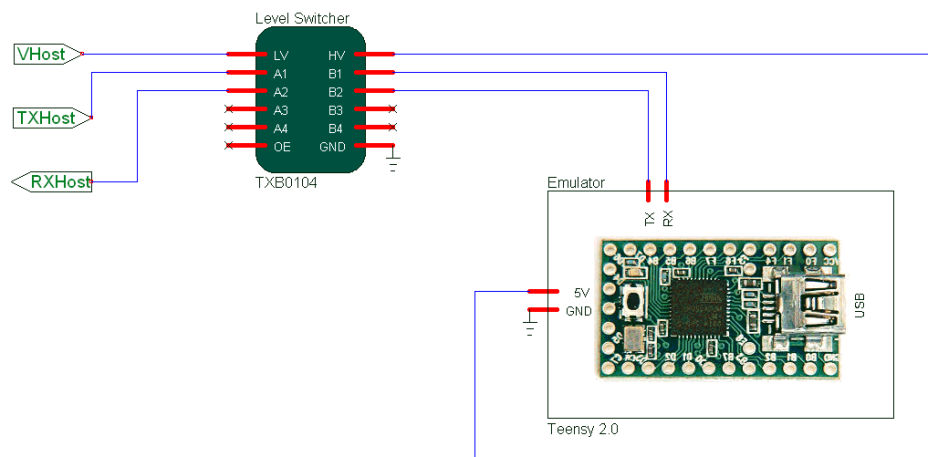 Level Switcher
VHost
LV
HV
TXHost
A1
B1
A2
B2
A3
B3
A4
B4
OE
GND
RXHost
TXB0104
Emulator
TX
RX
5V
GND
USB
Teensy 2.0